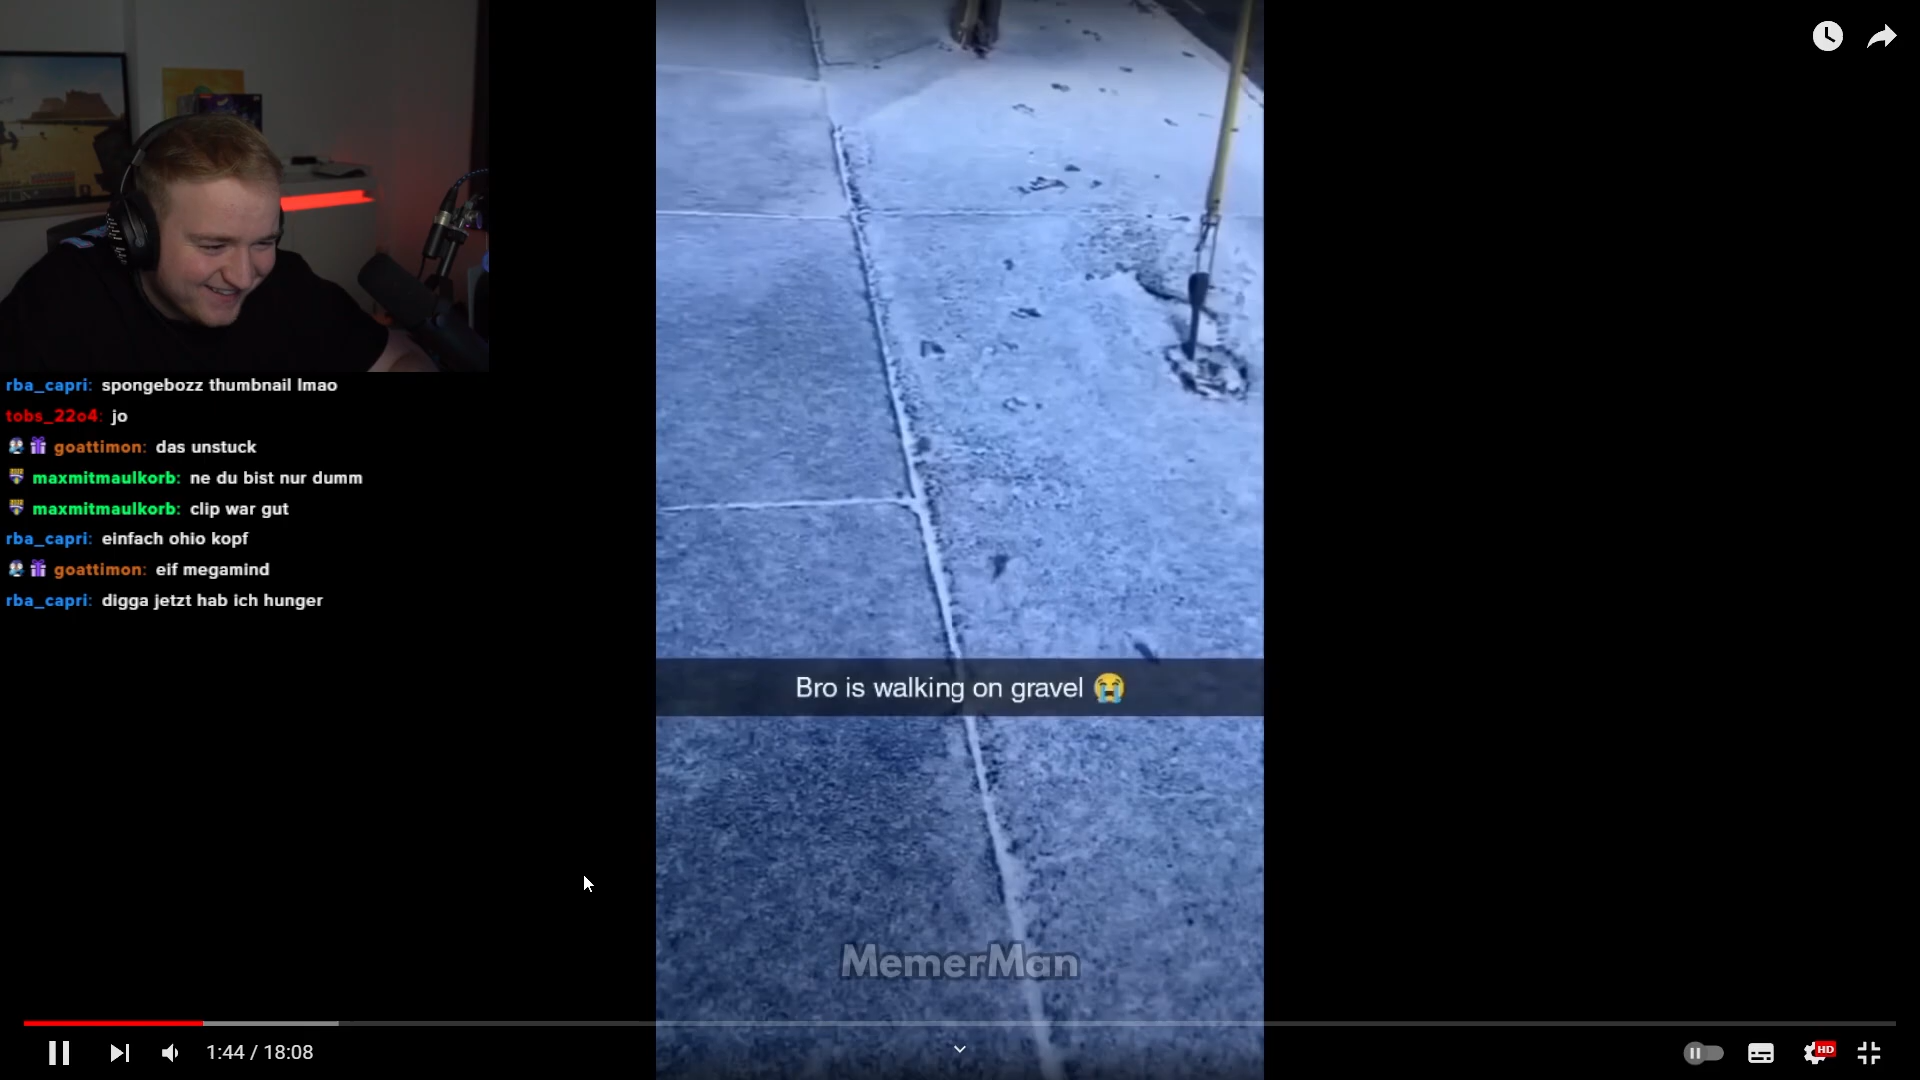 rba_capri: spongebozz thumbnail lmao
tobs_22o4: jo
goattimon: das unstuck
maxmitmaulkorb: ne du bist nur dumm
maxmitmaulkorb: clip war gut
rba_capri: einfach ohio kopf
goattimon: eif megamind
rba_capri: digga jetzt hab ich hunger
Bro is walking on gravel 😭
MemerMan
1:44 / 18:08
HD